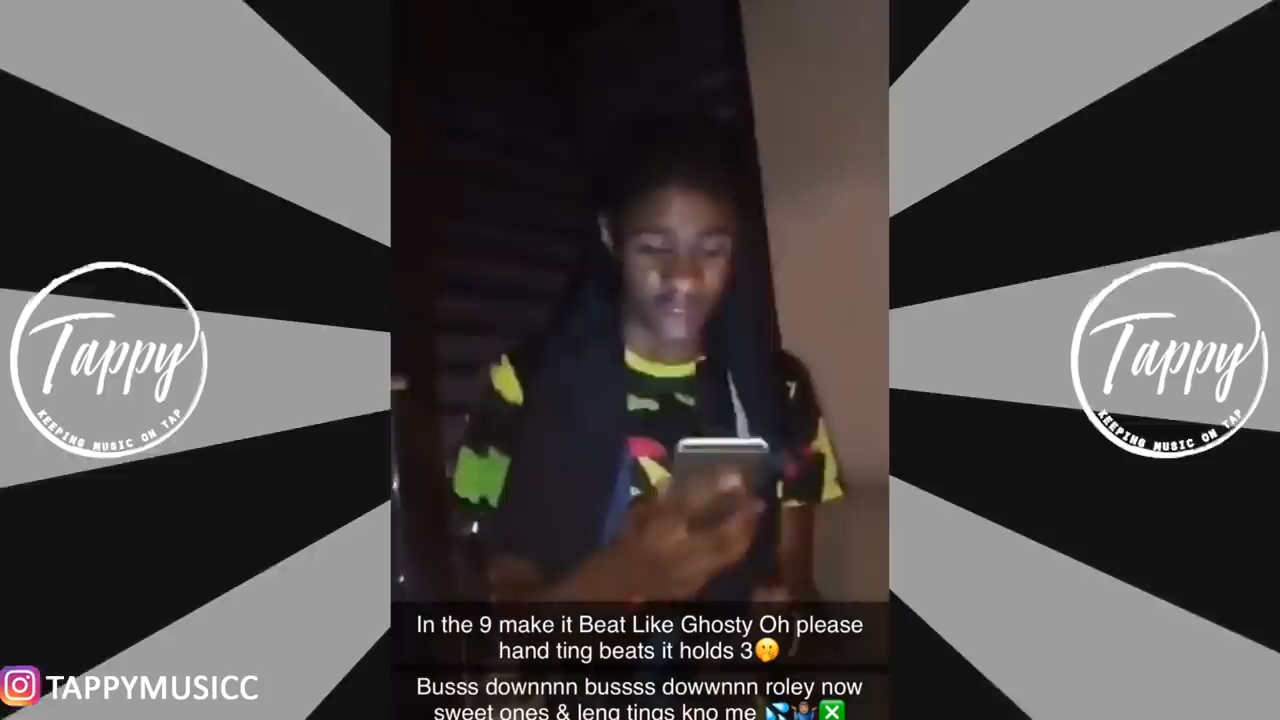 Tappy
KEEPING MUSIC ON TAP
Tappy
KEEPING MUSIC ON TAP
In the 9 make it Beat Like Ghosty Oh please
hand ting beats it holds 3🤭
Busss downnnn bussss dowwnnn roley now
sweet ones & leng tings kno me 💦🤷🏾‍♂️❎
TAPPYMUSICC